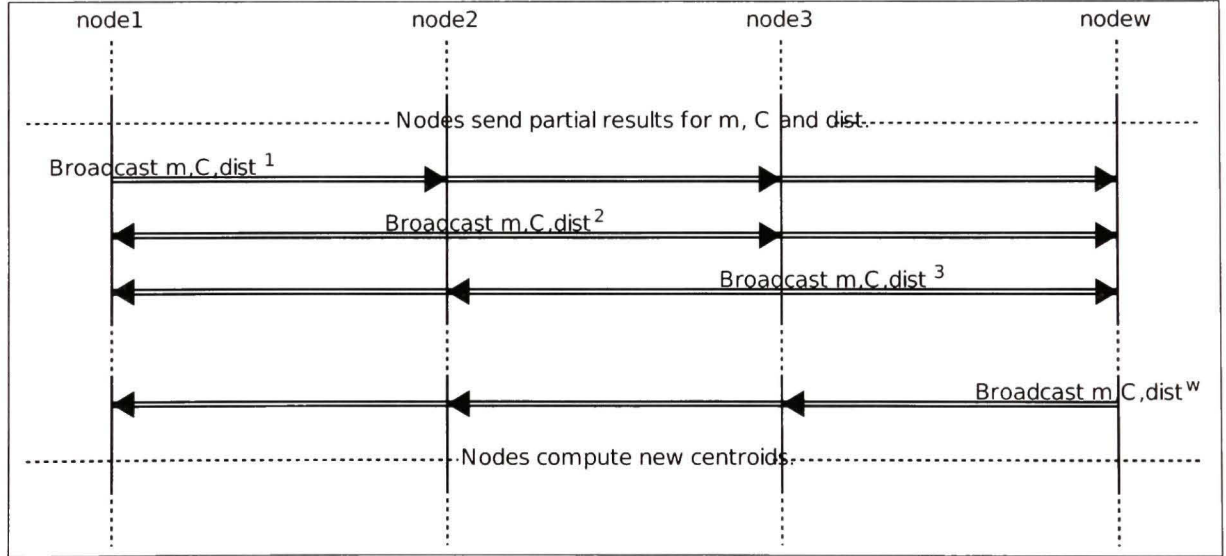 node1 node2 node3 nodew
Nodes send partial results for m, C and dist.
Broadcast m,C,dist 1
Broadcast m,C,dist 2
Broadcast m,C,dist 3
Broadcast m,C,dist w
Nodes compute new centroids.